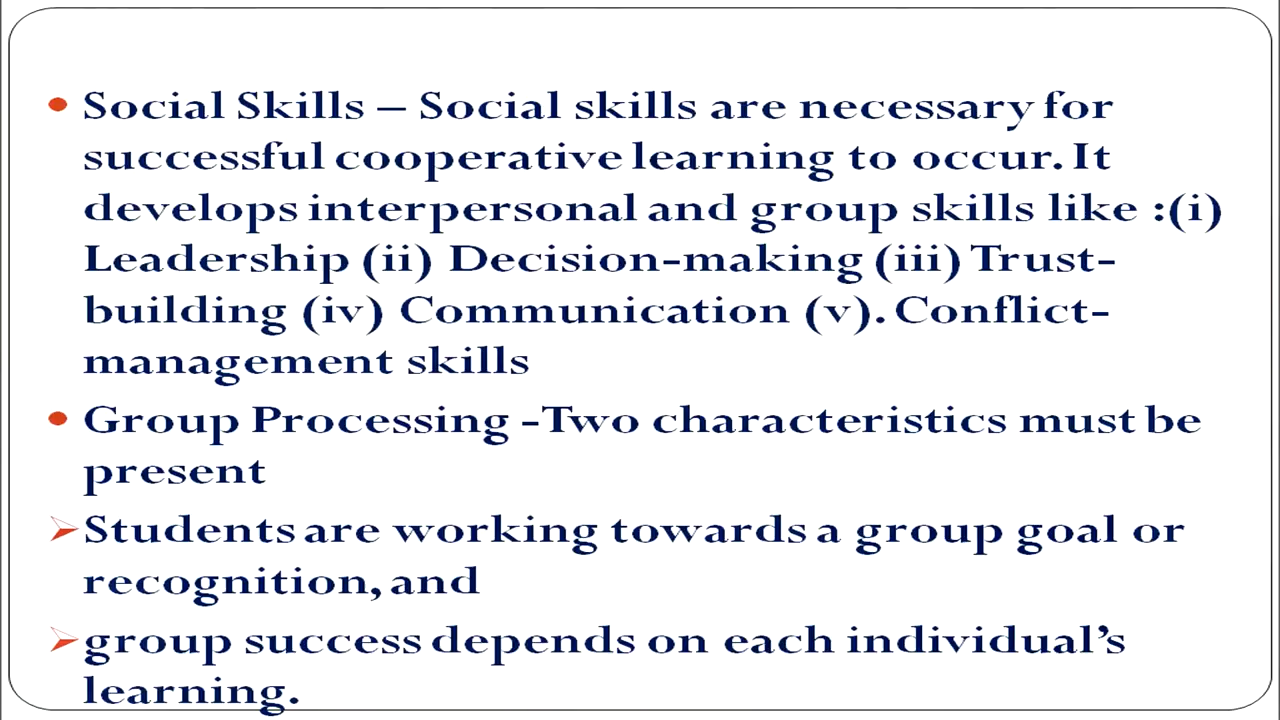 • Social Skills – Social skills are necessary for
successful cooperative learning to occur. It
develops interpersonal and group skills like :(i)
Leadership (ii) Decision-making (iii) Trust-
building (iv) Communication (v). Conflict-
management skills
• Group Processing -Two characteristics must be
present
➢ Students are working towards a group goal or
recognition, and
➢ group success depends on each individual’s
learning.